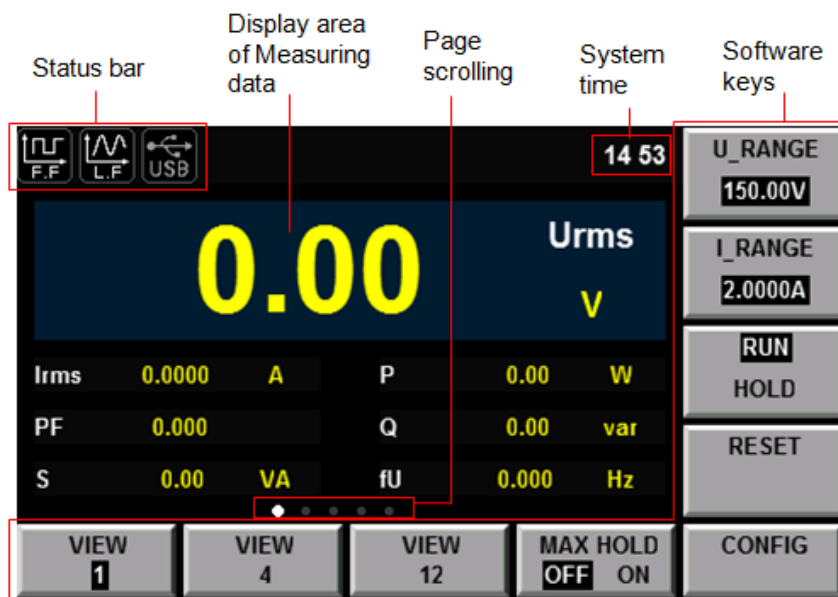 Status bar
Display area
of Measuring
data
Page
scrolling
System
time
Software
keys
F.F
L.F
USB
14 53
0.00
Urms
V
Irms 0.0000 A
P 0.00 W
PF 0.000
Q 0.00 var
S 0.00 VA
fU 0.000 Hz
U_RANGE
150.00V
I_RANGE
2.0000A
RUN
HOLD
RESET
VIEW
1
VIEW
4
VIEW
12
MAX HOLD
OFF ON
CONFIG